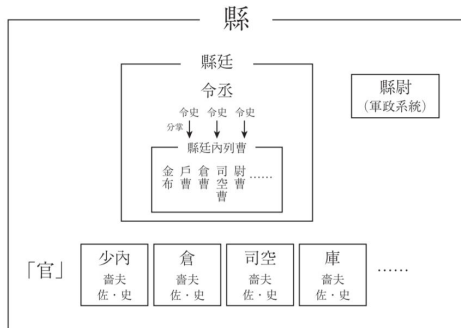 縣
縣廷
令丞
令史 令史 令史
分掌
縣廷內列曹
金布 戶曹 倉曹 司空曹 尉曹 ……
縣尉
(軍政系統)
「官」
少內
嗇夫
佐・史
倉
嗇夫
佐・史
司空
嗇夫
佐・史
庫
嗇夫
佐・史
……